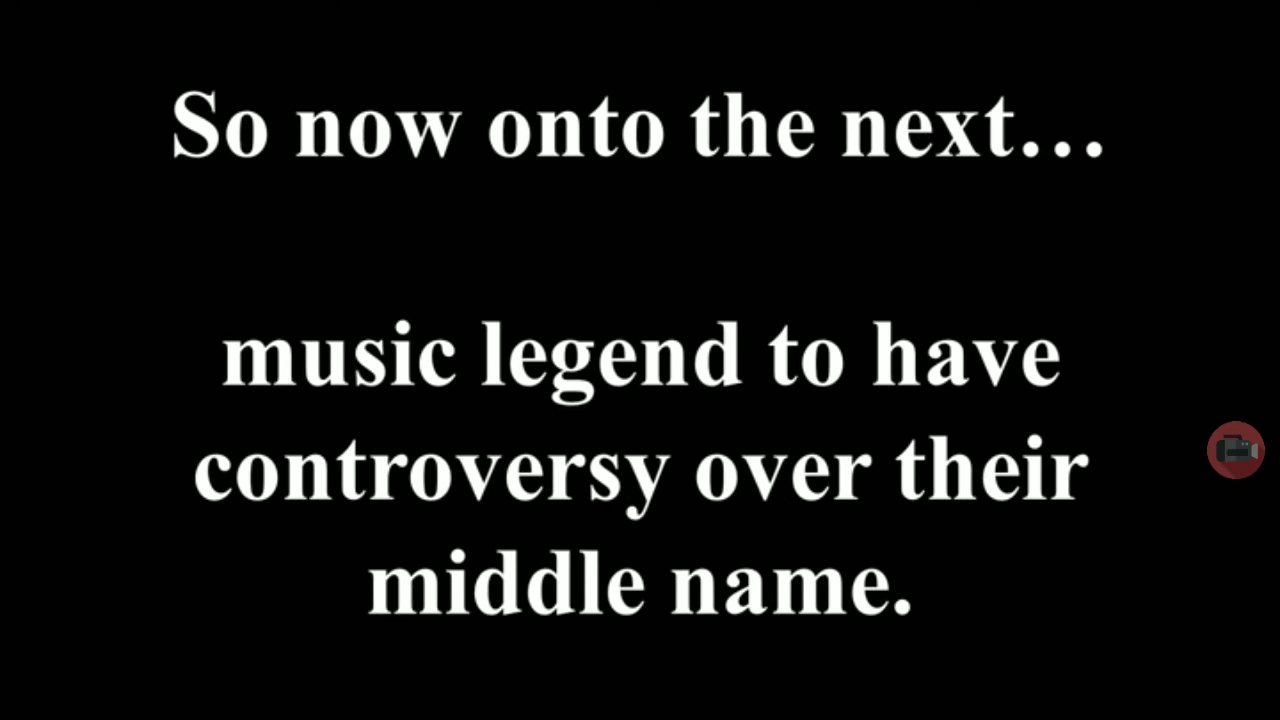 So now onto the next…
music legend to have
controversy over their
middle name.